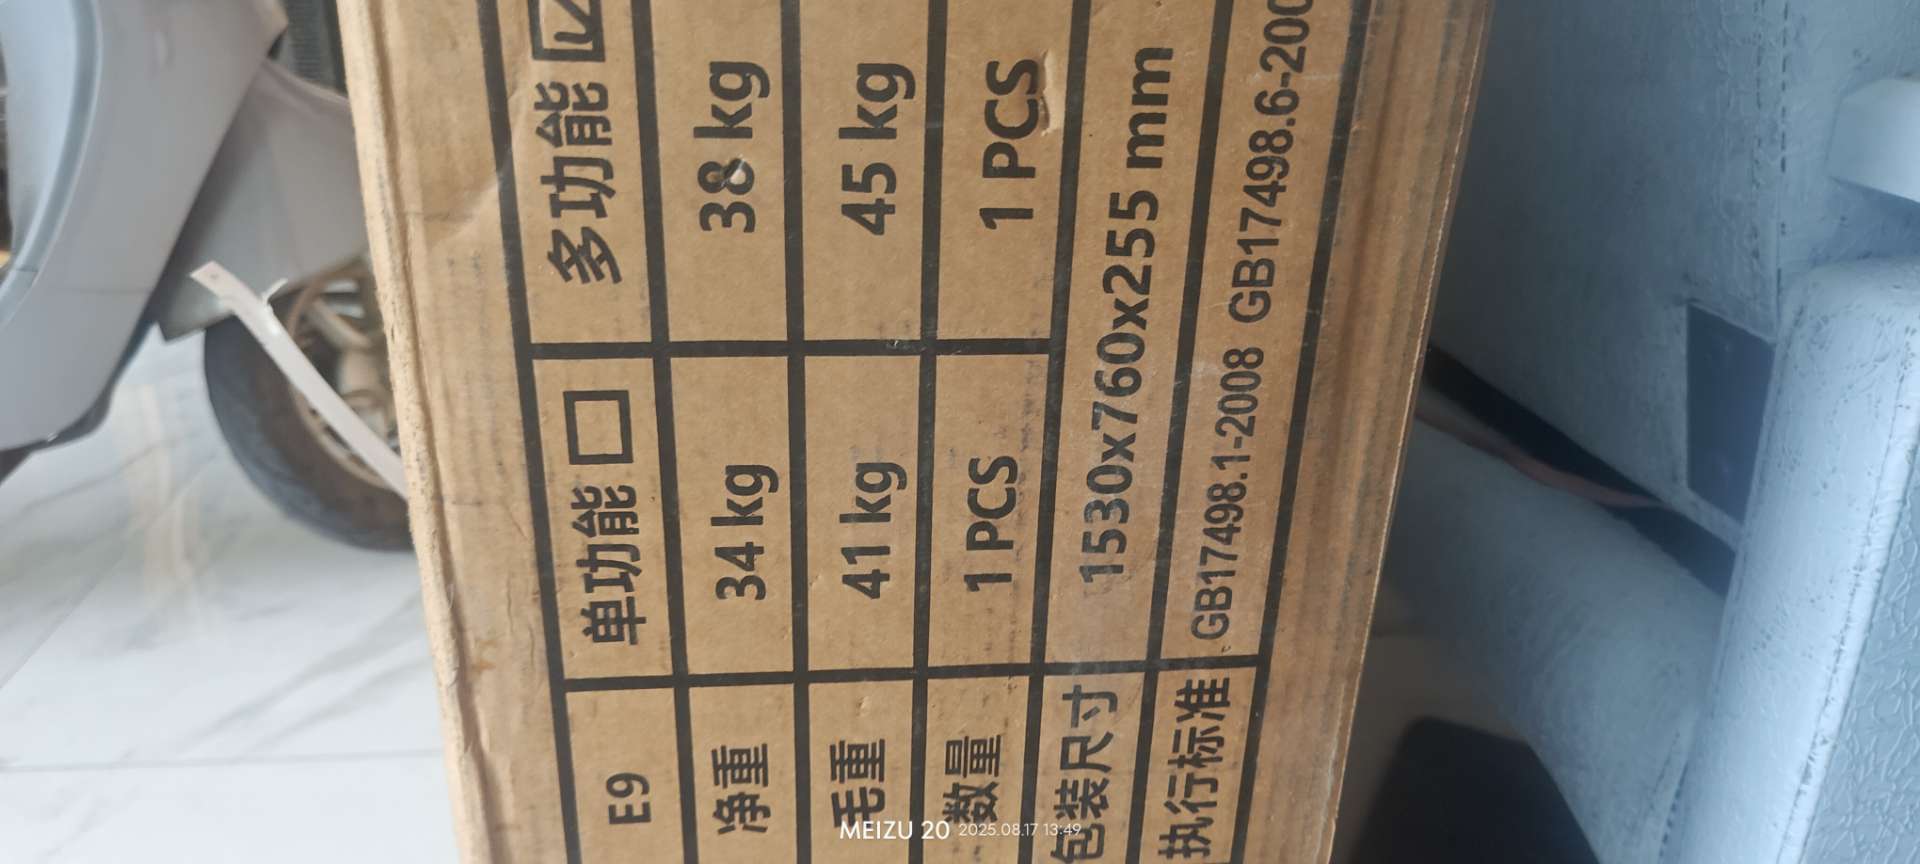 E9 单功能 □ 多功能 ☑
净重 34 kg 38 kg
毛重 41 kg 45 kg
数量 1 PCS 1 PCS
包装尺寸 1530x760x255 mm
执行标准 GB17498.1-2008 GB17498.6-200
MEIZU 20 2025.08.17 13:49